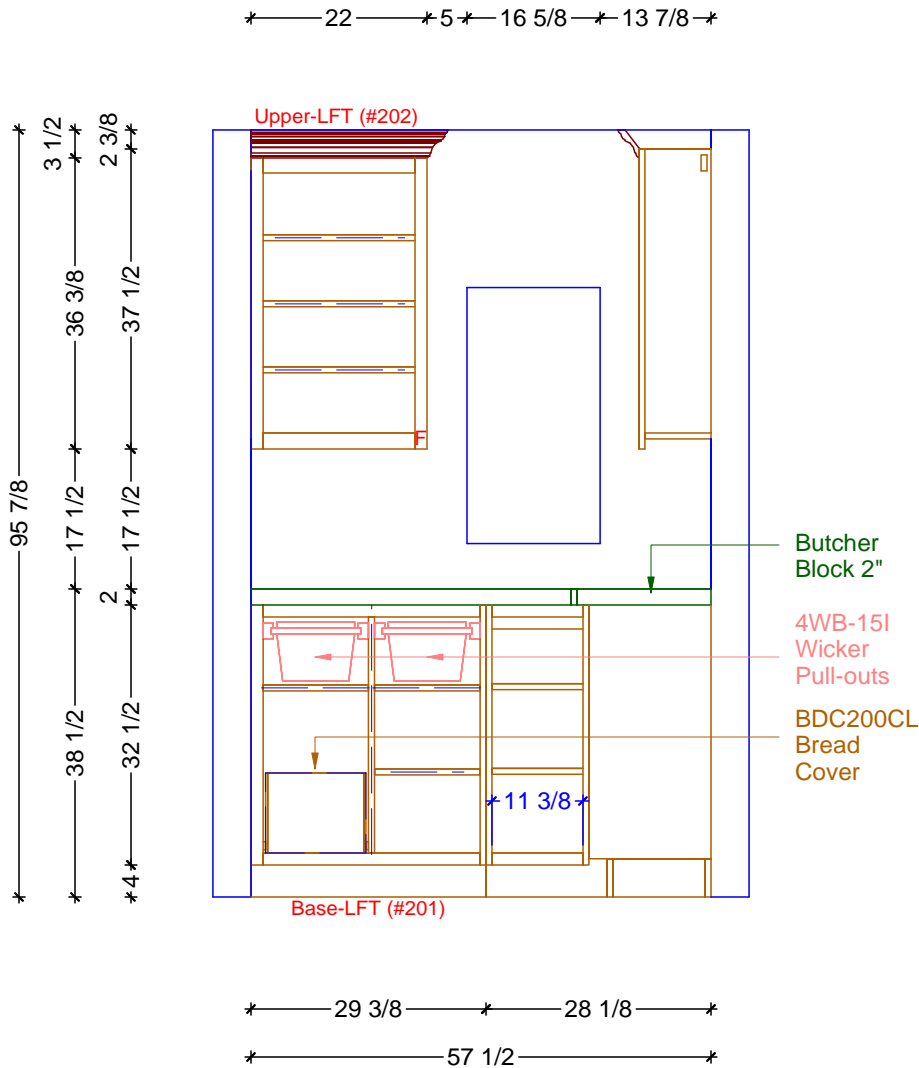 22
5
16 5/8
13 7/8
Upper-LFT (#202)
3 1/2
2 3/8
36 3/8
37 1/2
95 7/8
17 1/2
17 1/2
2
38 1/2
32 1/2
4
F
Butcher
Block 2"
4WB-15I
Wicker
Pull-outs
BDC200CL
Bread
Cover
11 3/8
Base-LFT (#201)
29 3/8
28 1/8
57 1/2